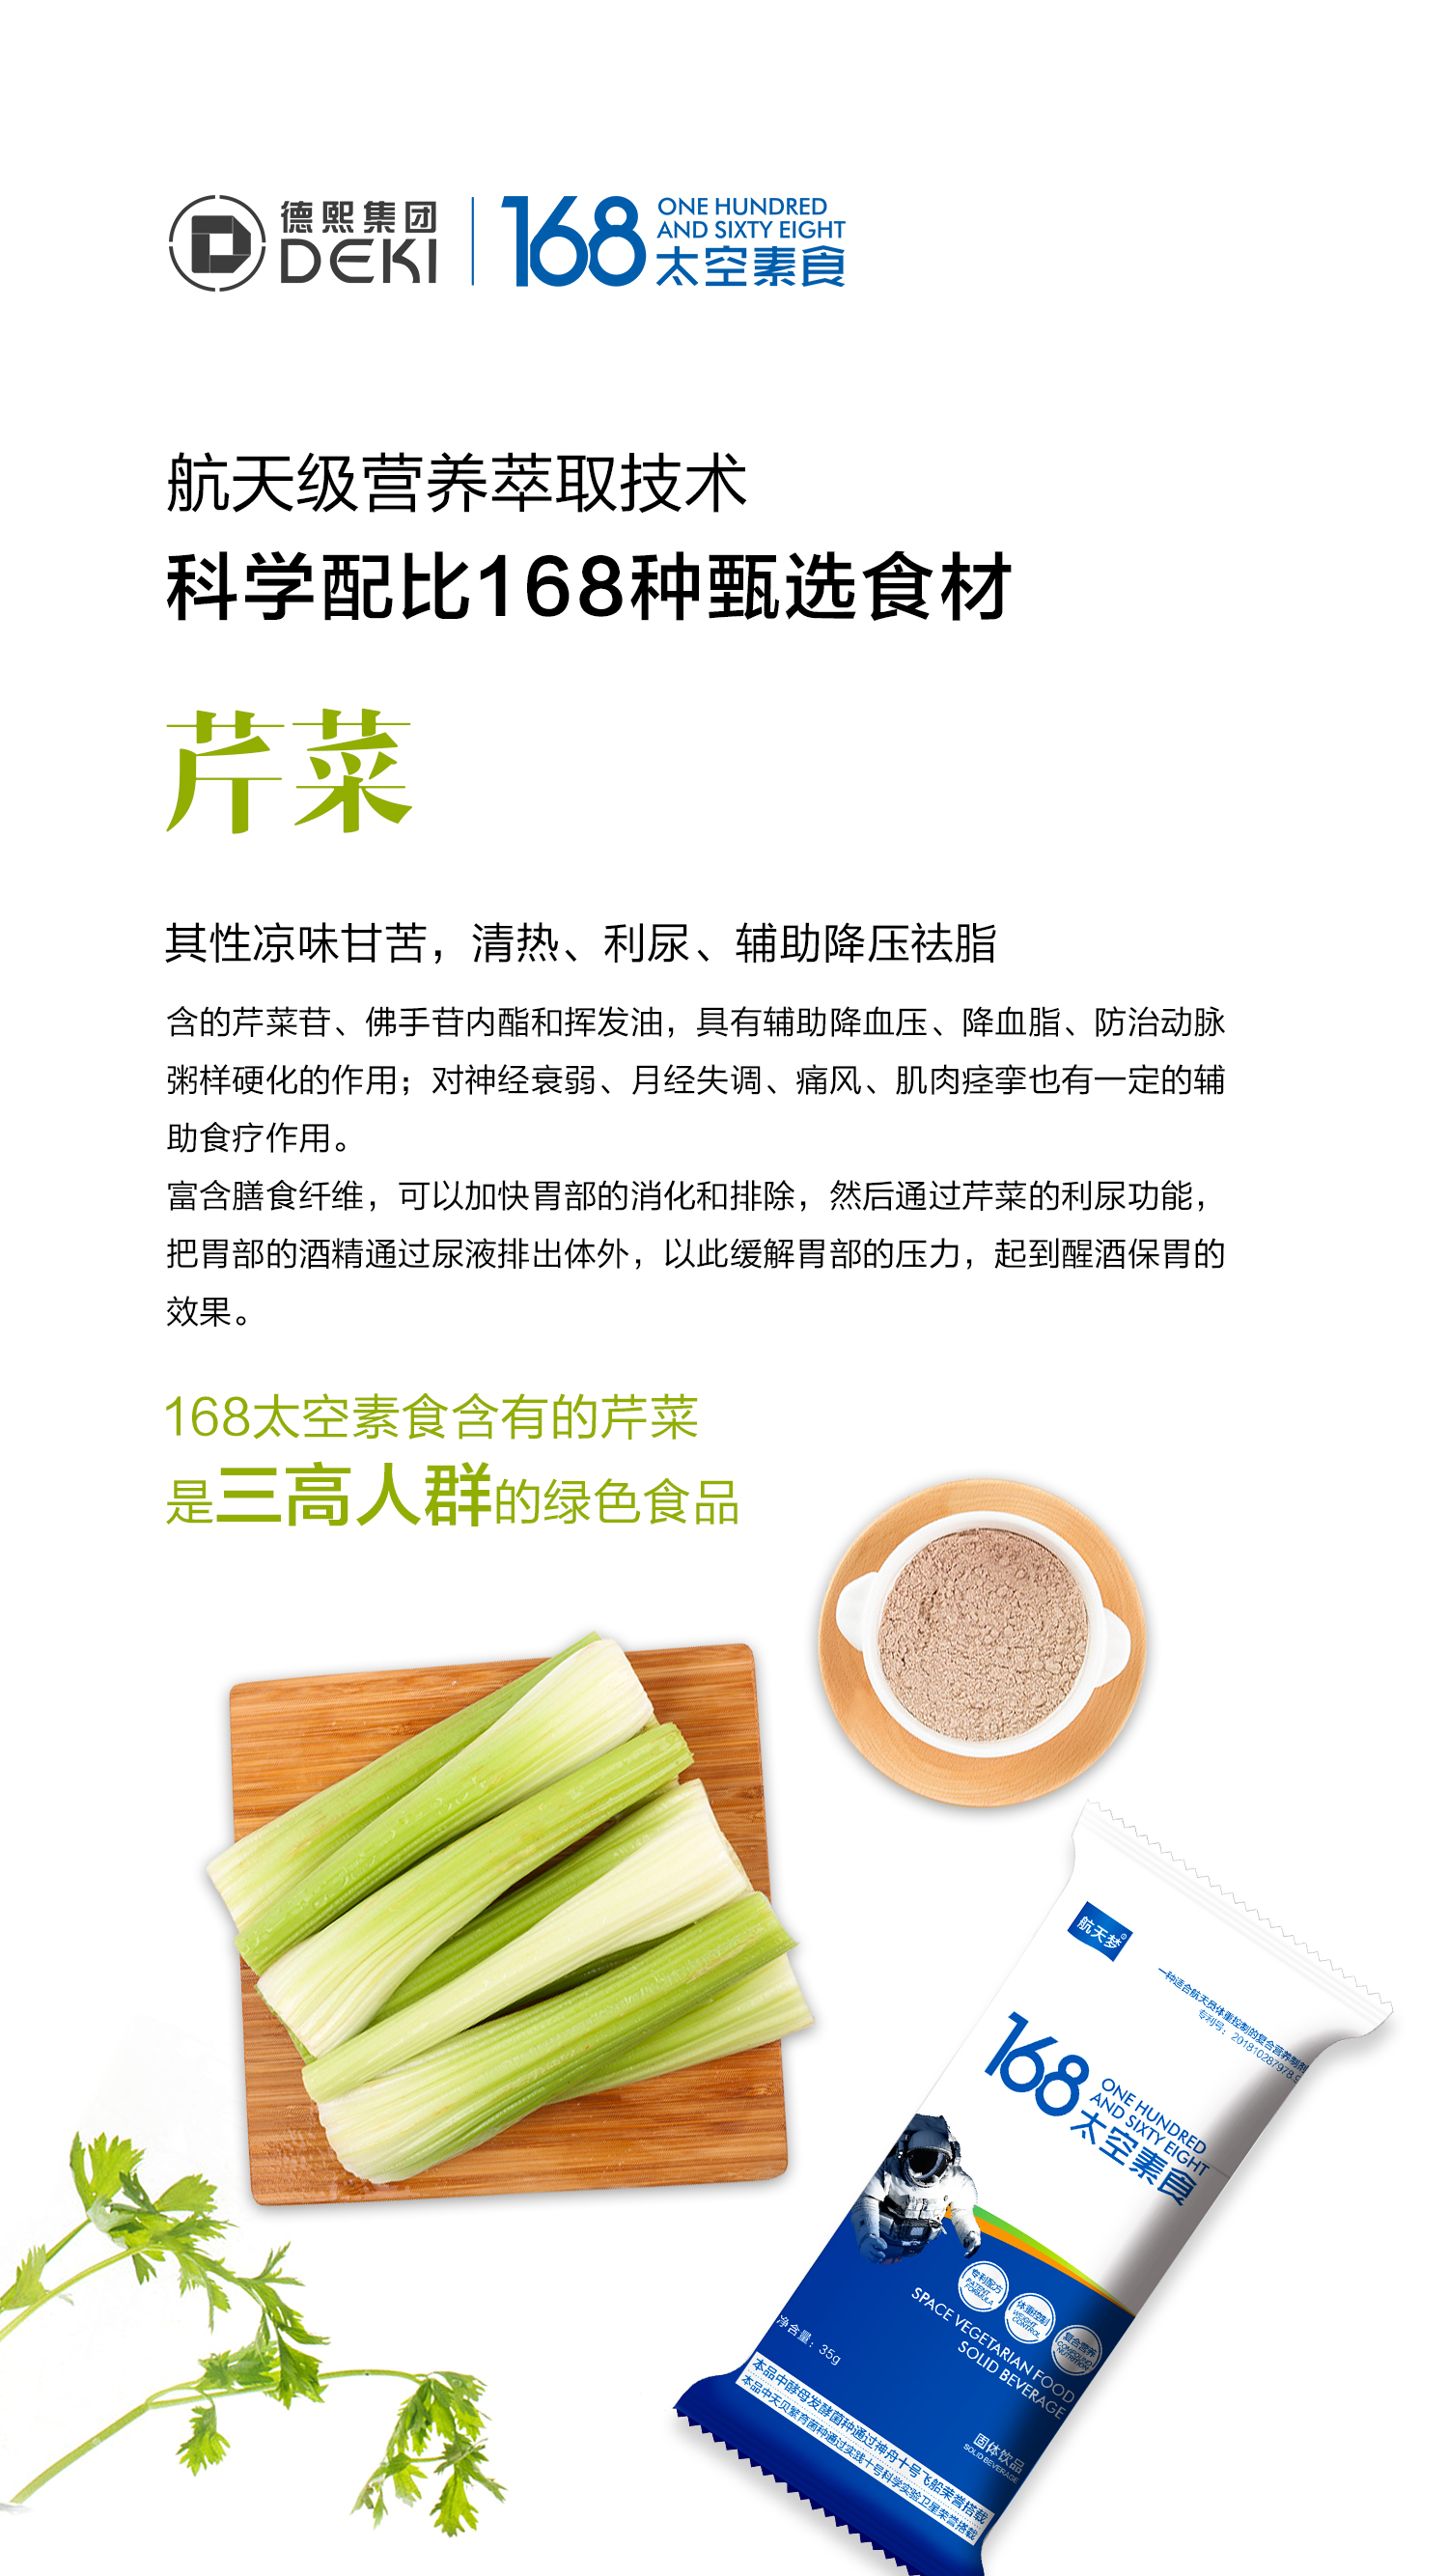 德熙集团
DEKI
168
ONE HUNDRED
AND SIXTY EIGHT
太空素食
航天级营养萃取技术
科学配比168种甄选食材
芹菜
其性凉味甘苦，清热、利尿、辅助降压祛脂
含的芹菜苷、佛手苷内酯和挥发油，具有辅助降血压、降血脂、防治动脉
粥样硬化的作用；对神经衰弱、月经失调、痛风、肌肉痉挛也有一定的辅
助食疗作用。
富含膳食纤维，可以加快胃部的消化和排除，然后通过芹菜的利尿功能，
把胃部的酒精通过尿液排出体外，以此缓解胃部的压力，起到醒酒保胃的
效果。
168太空素食含有的芹菜
是三高人群的绿色食品
航天梦®
一种适合航天员体重控制的复合营养制剂
专利号：201810287978.9
168
ONE HUNDRED
AND SIXTY EIGHT
太空素食
专利配方
PATENT
FORMULA
体重控制
WEIGHT
CONTROL
复合营养
COMPOUND
NUTRITION
SPACE VEGETARIAN FOOD
SOLID BEVERAGE
净含量：35g
固体饮品
SOLID BEVERAGE
本品中酵母发酵菌种通过神舟十号飞船荣誉搭载
本品中天贝繁育菌种通过实践十号科学实验卫星荣誉搭载